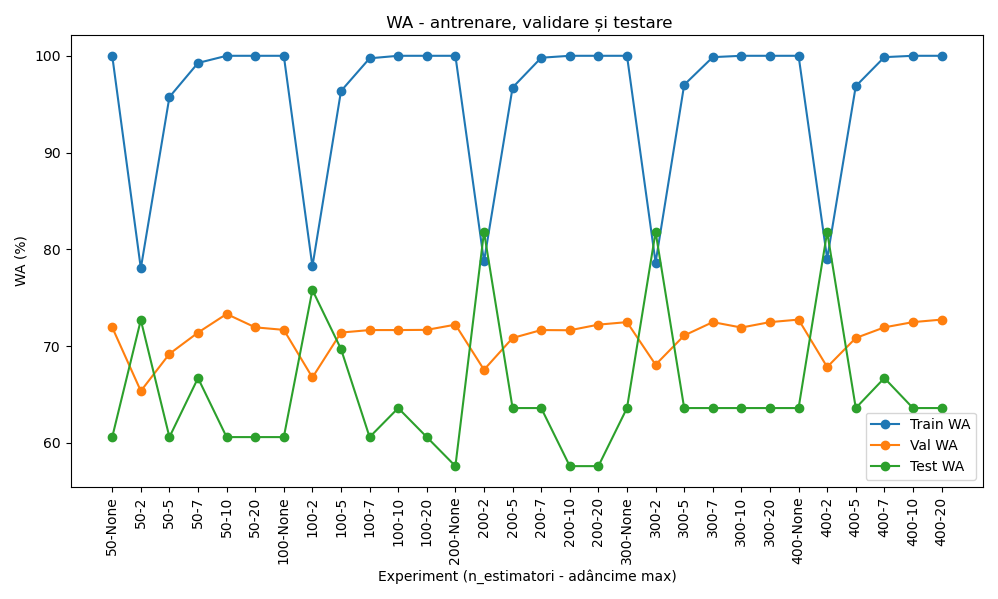 WA - antrenare, validare și testare
WA (%)
100
90
80
70
60
Train WA
Val WA
Test WA
50-None
50-2
50-5
50-7
50-10
50-20
100-None
100-2
100-5
100-7
100-10
100-20
200-None
200-2
200-5
200-7
200-10
200-20
300-None
300-2
300-5
300-7
300-10
300-20
400-None
400-2
400-5
400-7
400-10
400-20
Experiment (n_estimatori - adâncime max)